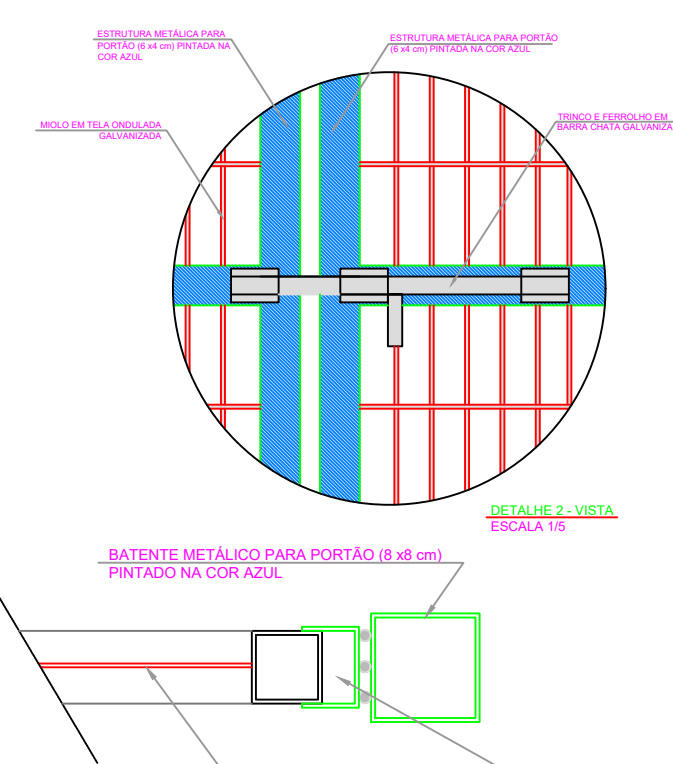 ESTRUTURA METÁLICA PARA
PORTÃO (6 x4 cm) PINTADA NA
COR AZUL
ESTRUTURA METÁLICA PARA PORTÃO
(6 x4 cm) PINTADA NA COR AZUL
MIOLO EM TELA ONDULADA
GALVANIZADA
TRINCO E FERROLHO EM
BARRA CHATA GALVANIZA
DETALHE 2 - VISTA
ESCALA 1/5
BATENTE METÁLICO PARA PORTÃO (8 x8 cm)
PINTADO NA COR AZUL